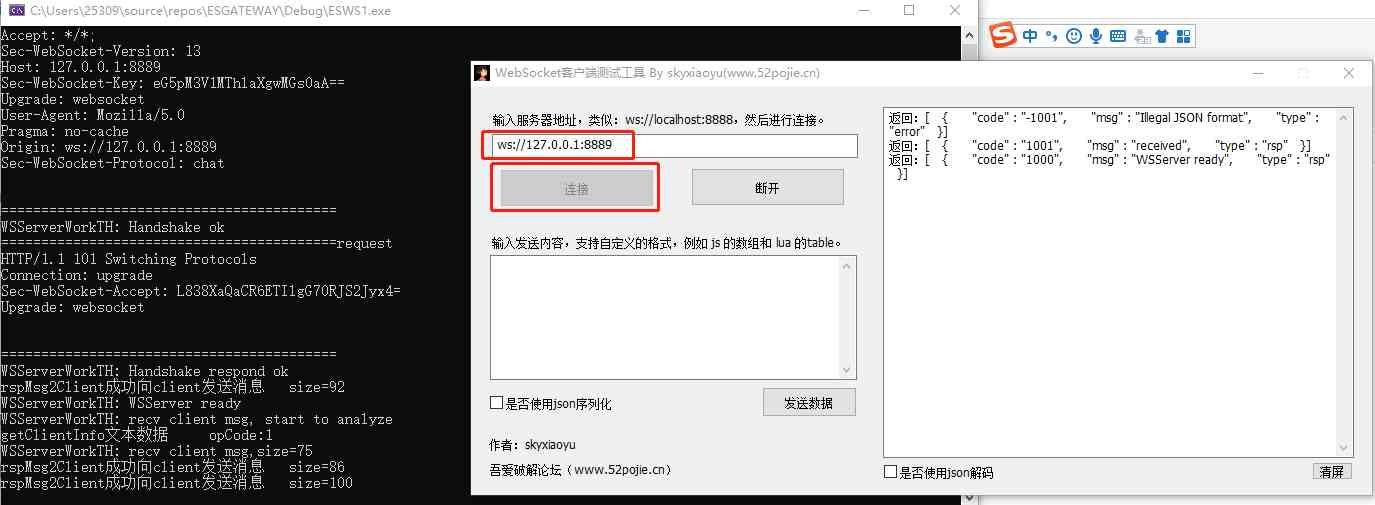 C:\Users\25309\source\repos\ESGATEWAY\Debug\ESWS1.exe
Accept: */*;
Sec-WebSocket-Version: 13
Host: 127.0.0.1:8889
Sec-WebSocket-Key: eG5pM3V1MTh1aXgwMGs0aA==
Upgrade: websocket
User-Agent: Mozilla/5.0
Pragma: no-cache
Origin: ws://127.0.0.1:8889
Sec-WebSocket-Protocol: chat
==========================================
WSServerWorkTH: Handshake ok
==========================================request
HTTP/1.1 101 Switching Protocols
Connection: upgrade
Sec-WebSocket-Accept: L838XaQaCR6ETI1gG70RJS2Jyx4=
Upgrade: websocket
==========================================
WSServerWorkTH: Handshake respond ok
rspMsg2Client成功向client发送消息 size=92
WSServerWorkTH: WSServer ready
WSServerWorkTH: recv client msg, start to analyze
getClientInfo文本数据 opCode:1
WSServerWorkTH: recv client msg,size=75
rspMsg2Client成功向client发送消息 size=86
rspMsg2Client成功向client发送消息 size=100
中
WebSocket客户端测试工具 By skyxiaoyu(www.52pojie.cn)
输入服务器地址，类似：ws://localhost:8888，然后进行连接。
ws://127.0.0.1:8889
连接
断开
输入发送内容，支持自定义的格式，例如 js 的数组和 lua 的table。
是否使用json序列化
发送数据
作者：skyxiaoyu
吾爱破解论坛（www.52pojie.cn）
返回：[ { "code" : "-1001", "msg" : "Illegal JSON format", "type" :
"error" }]
返回：[ { "code" : "1001", "msg" : "received", "type" : "rsp" }]
返回：[ { "code" : "1000", "msg" : "WSServer ready", "type" : "rsp"
}]
是否使用json解码
清屏